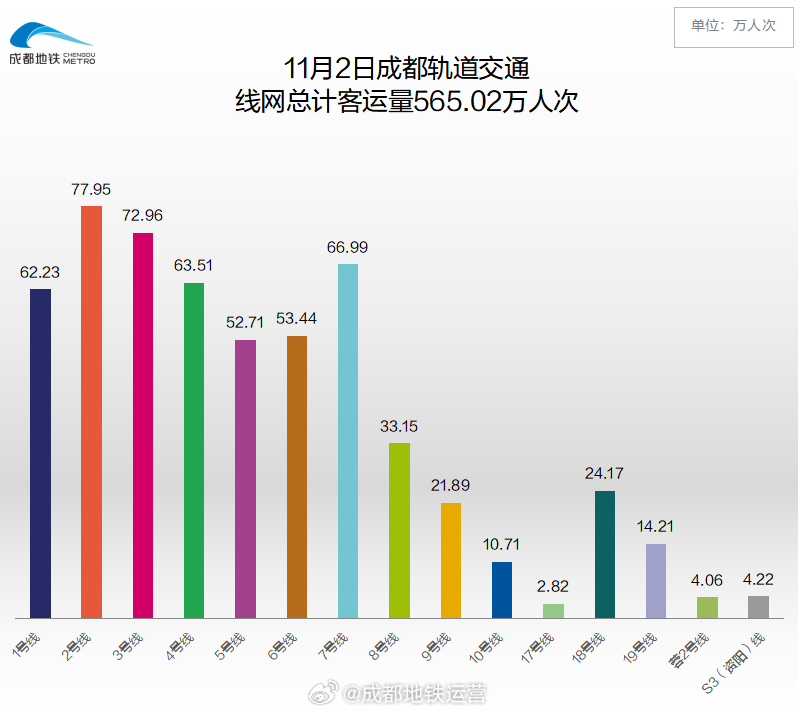 成都地铁 CHENGDU METRO
单位：万人次
11月2日成都轨道交通
线网总计客运量565.02万人次
62.23
77.95
72.96
63.51
52.71
53.44
66.99
33.15
21.89
10.71
2.82
24.17
14.21
4.06
4.22
1号线
2号线
3号线
4号线
5号线
6号线
7号线
8号线
9号线
10号线
17号线
18号线
19号线
蓉2号线
S3（资阳）线
@成都地铁运营